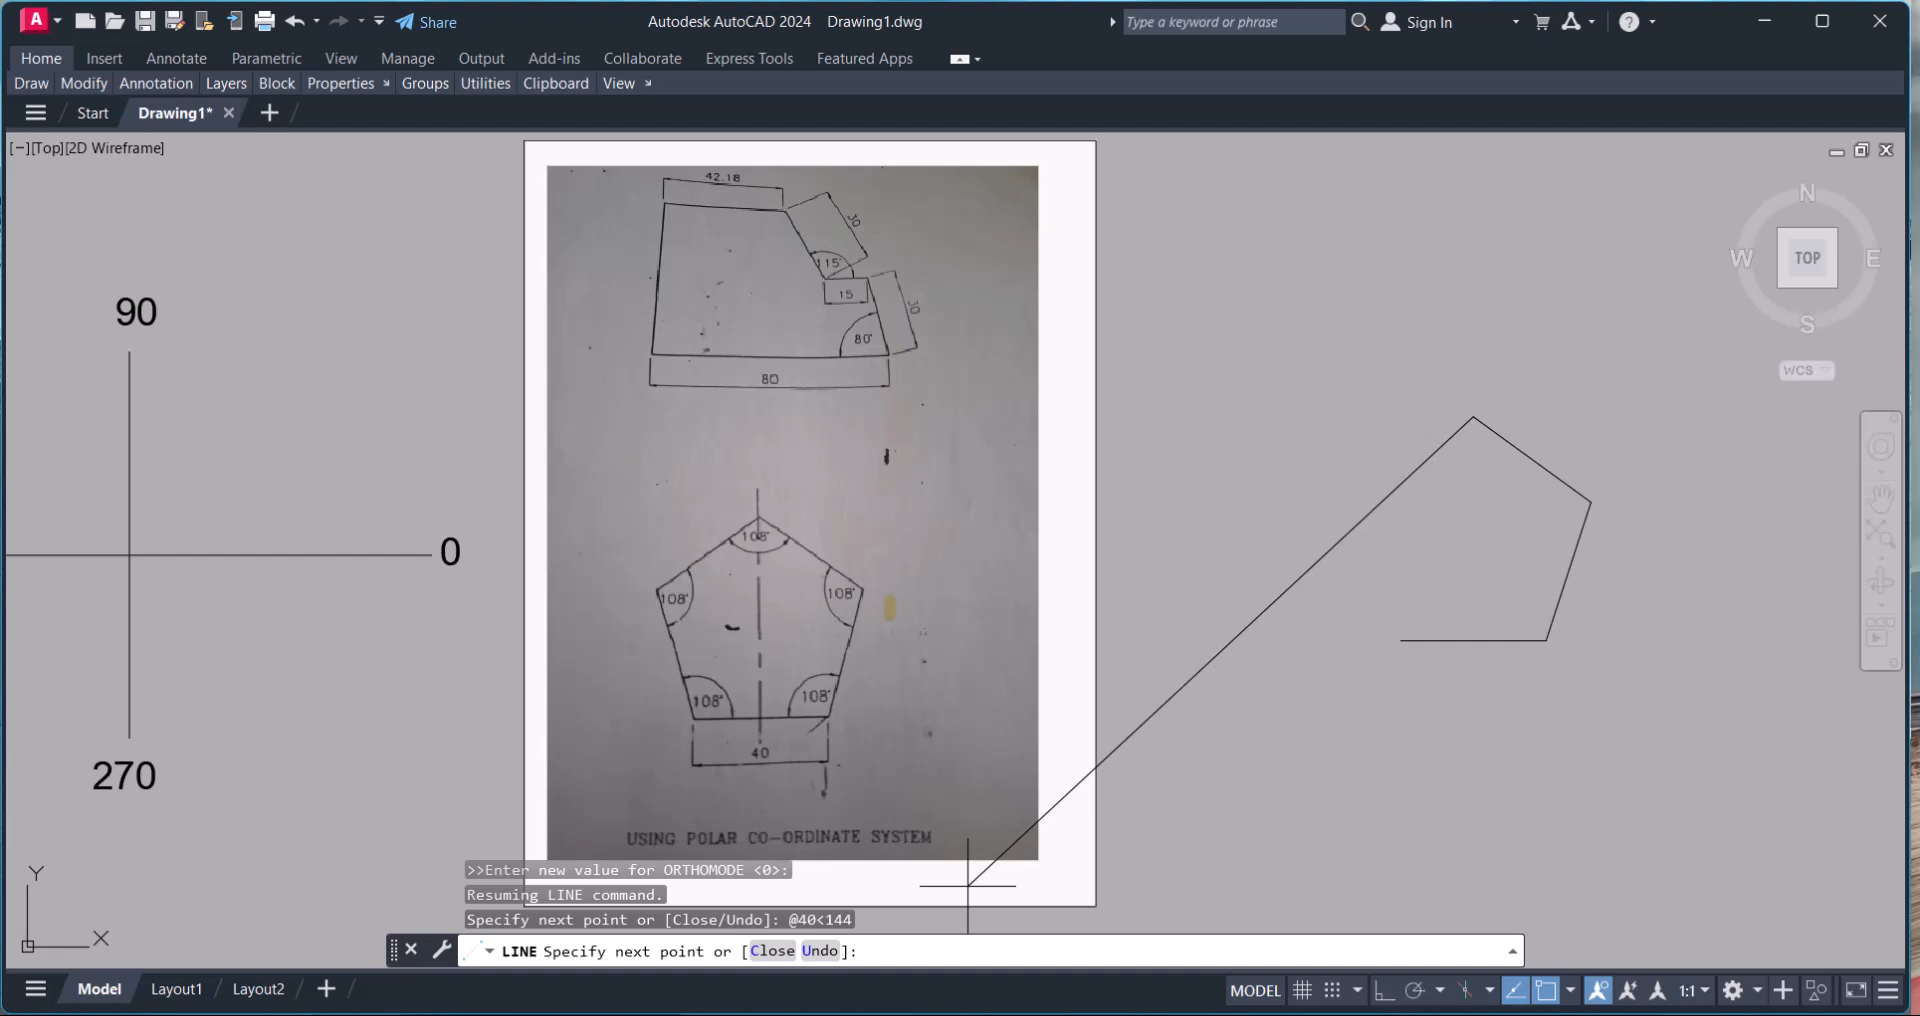 Share
Autodesk AutoCAD 2024 Drawing1.dwg
Type a keyword or phrase
Sign In
Home Insert Annotate Parametric View Manage Output Add-ins Collaborate Express Tools Featured Apps
Draw Modify Annotation Layers Block Properties Groups Utilities Clipboard View
Start Drawing1*
[−][Top][2D Wireframe]
42.18
30
115°
15
30
80°
80
N
W TOP E
S
WCS
90
0
270
108°
108° 108°
108° 108°
40
USING POLAR CO-ORDINATE SYSTEM
Y
X
>>Enter new value for ORTHOMODE <0>:
Resuming LINE command.
Specify next point or [Close/Undo]: @40<144
LINE Specify next point or [Close Undo]:
Model Layout1 Layout2
MODEL 1:1